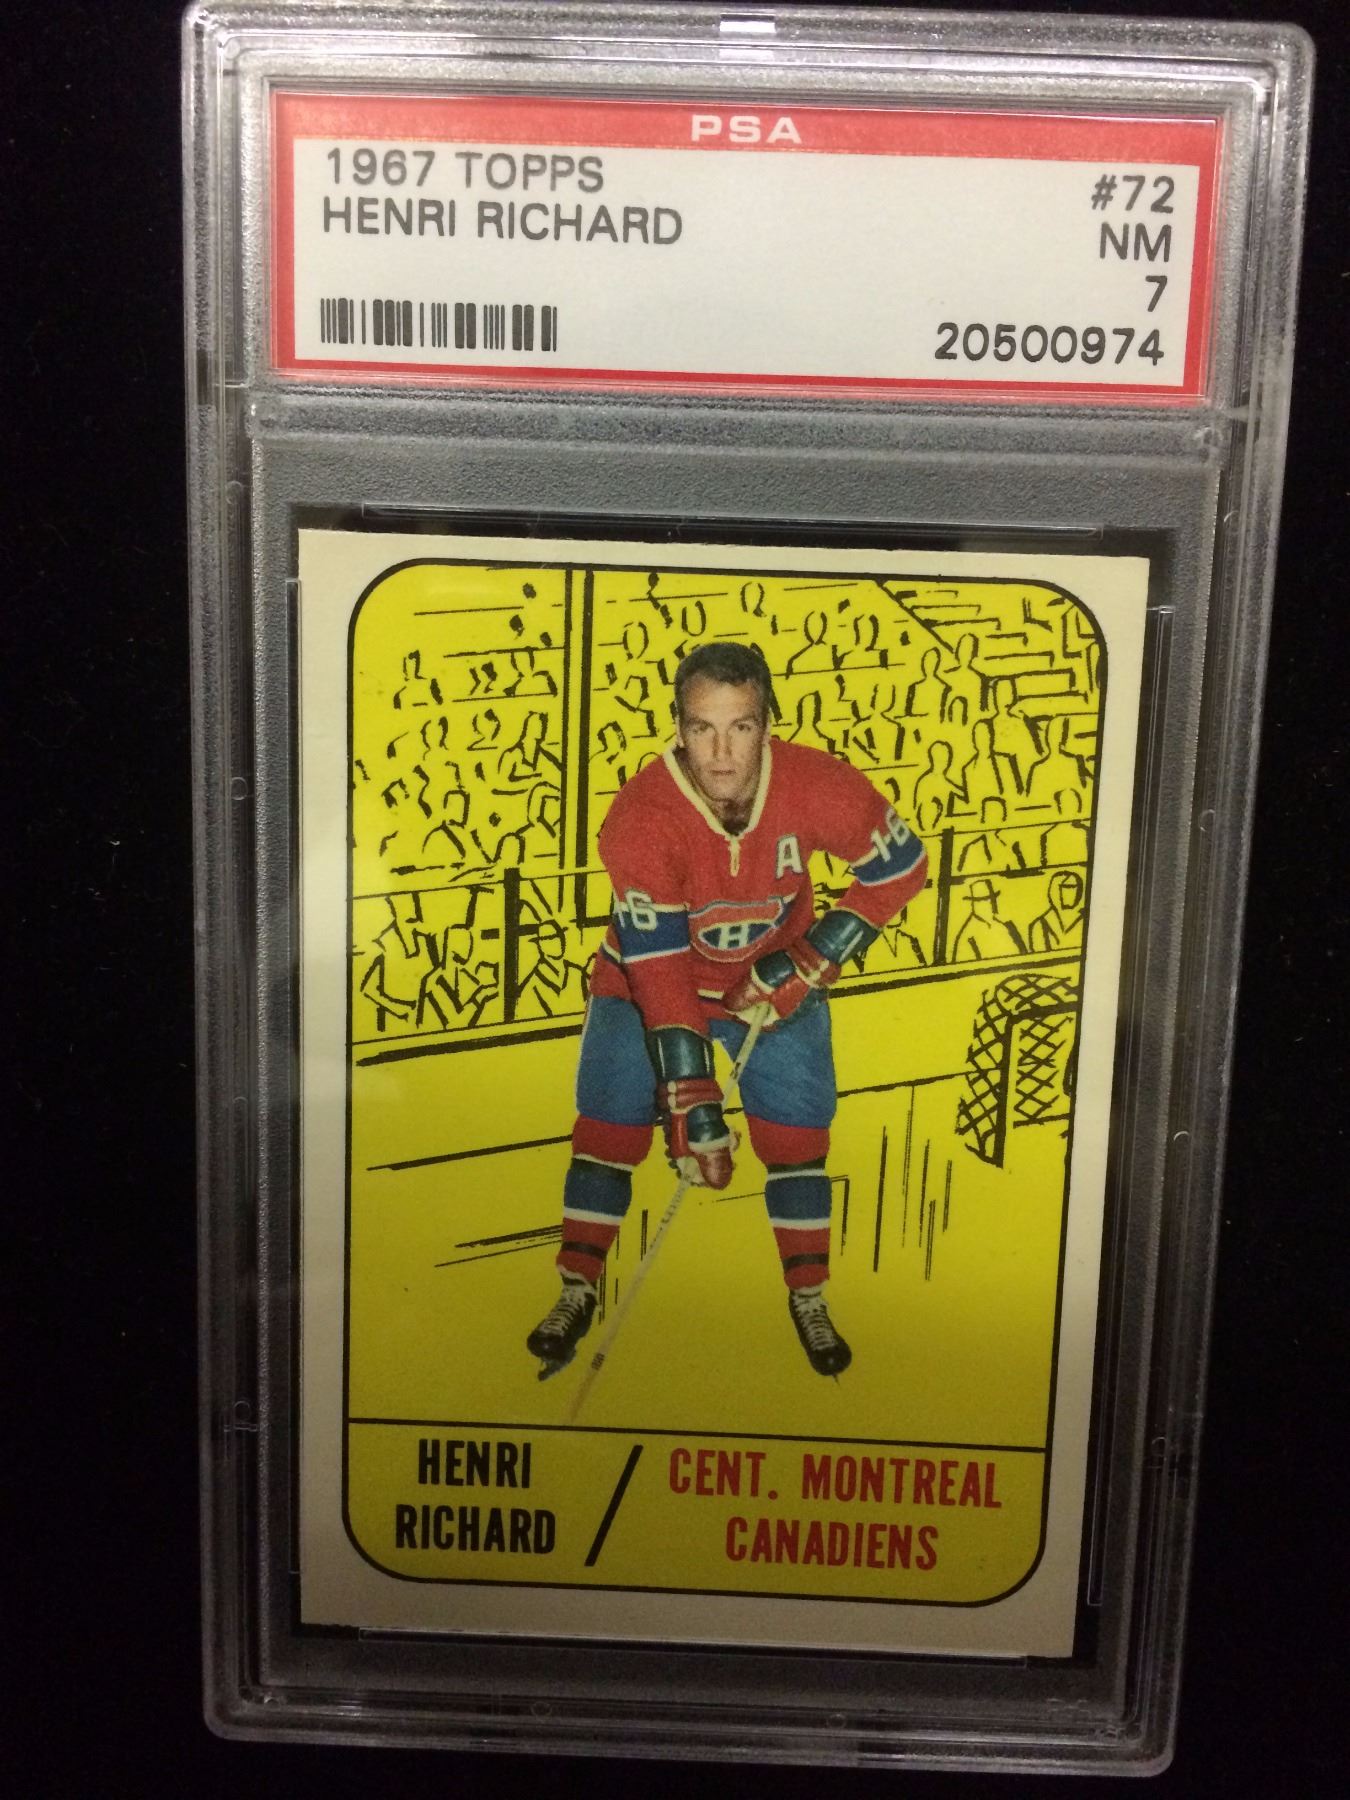 PSA
1967 TOPPS #72
HENRI RICHARD NM
7
20500974
A
16
16
H
HENRI RICHARD / CENT. MONTREAL CANADIENS